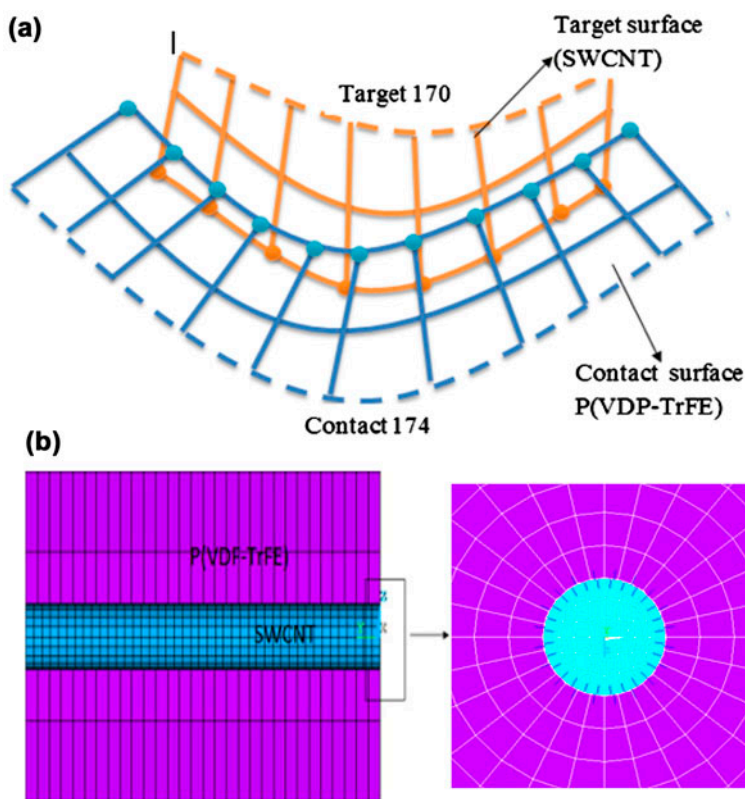 (a)
Target surface
(SWCNT)
Target 170
Contact surface
P(VDP-TrFE)
Contact 174
(b)
P(VDF-TrFE)
SWCNT